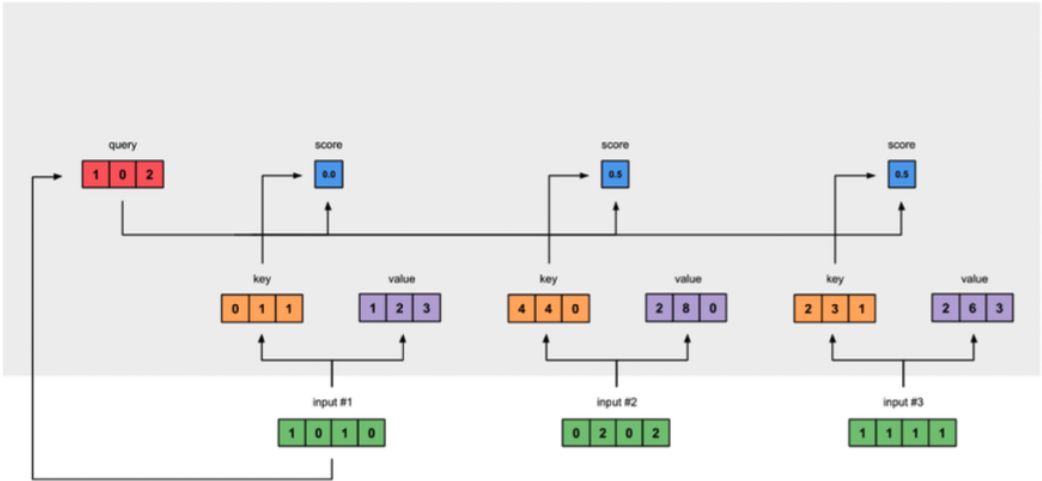 query score score score
1 0 2 0.0 0.5 0.5
key value key value key value
0 1 1 1 2 3 4 4 0 2 8 0 2 3 1 2 6 3
input #1 input #2 input #3
1 0 1 0 0 2 0 2 1 1 1 1